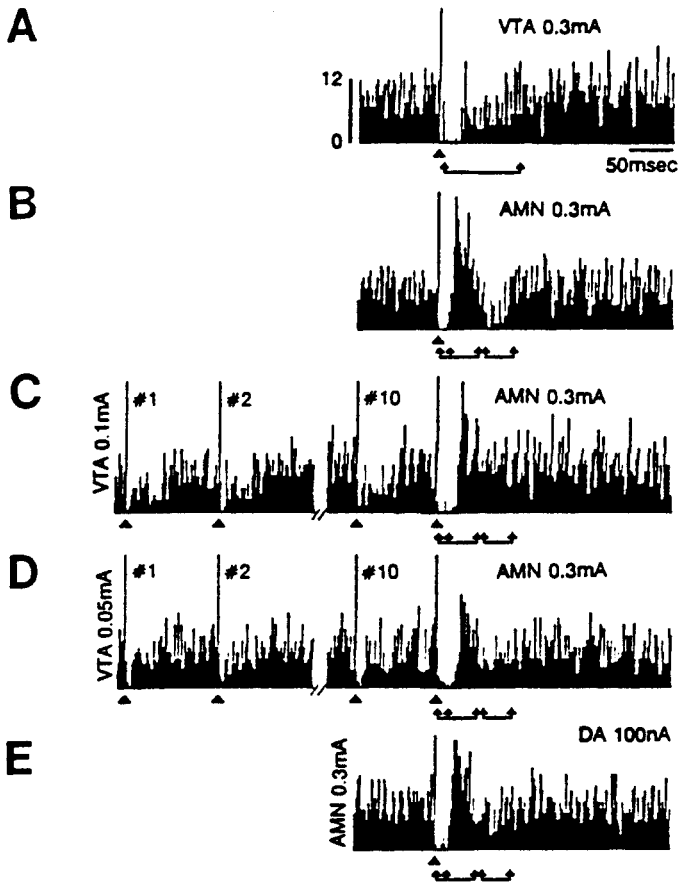 A
VTA 0.3mA
12
0
50msec
B
AMN 0.3mA
C
VTA 0.1mA
#1
#2
#10
AMN 0.3mA
D
VTA 0.05mA
#1
#2
#10
AMN 0.3mA
E
AMN 0.3mA
DA 100nA